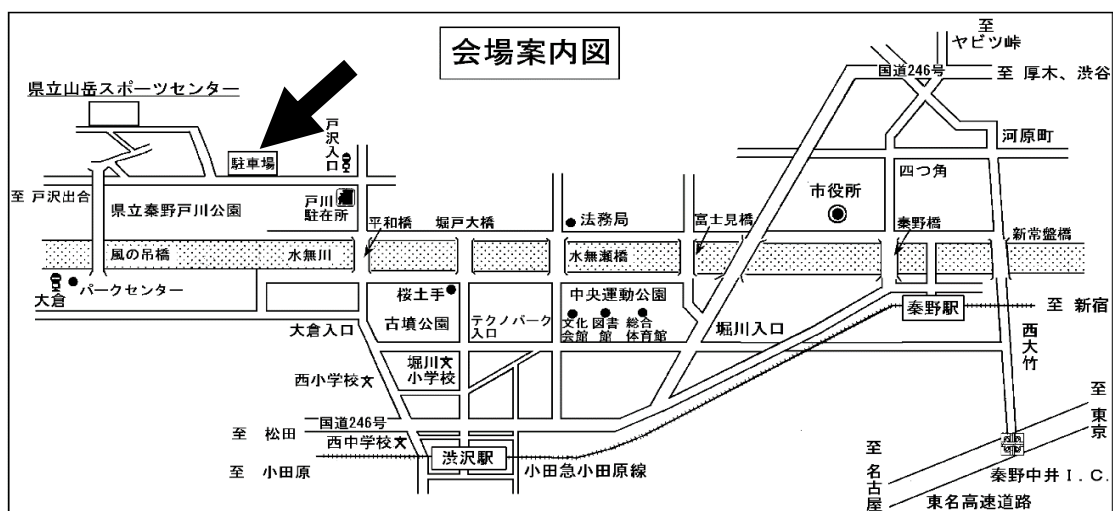 会場案内図
至
ヤビツ峠
国道246号
至 厚木、渋谷
県立山岳スポーツセンター
戸沢入口
駐車場
河原町
四つ角
市役所
至 戸沢出合
県立秦野戸川公園
戸川
駐在所
平和橋
堀戸大橋
法務局
富士見橋
秦野橋
新常盤橋
風の吊橋
水無川
水無瀬橋
大倉
パークセンター
桜土手
古墳公園
テクノパーク
入口
中央運動公園
文化
会館
図書
館
総合
体育館
堀川入口
秦野駅
至 新宿
大倉入口
西大竹
堀川
小学校
西小学校
国道246号
至 松田
西中学校
渋沢駅
至 小田原
小田急小田原線
至 東京
至 名古屋
秦野中井I.C.
東名高速道路